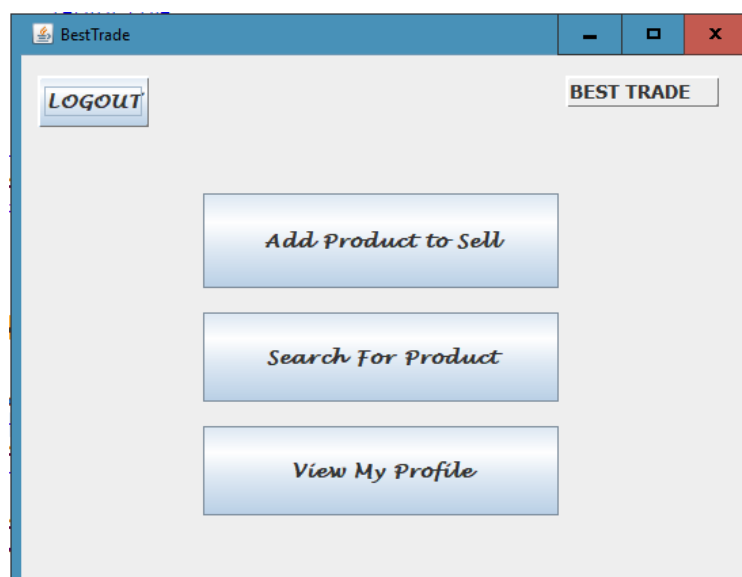 BestTrade
LOGOUT
BEST TRADE
Add Product to Sell
Search For Product
View My Profile